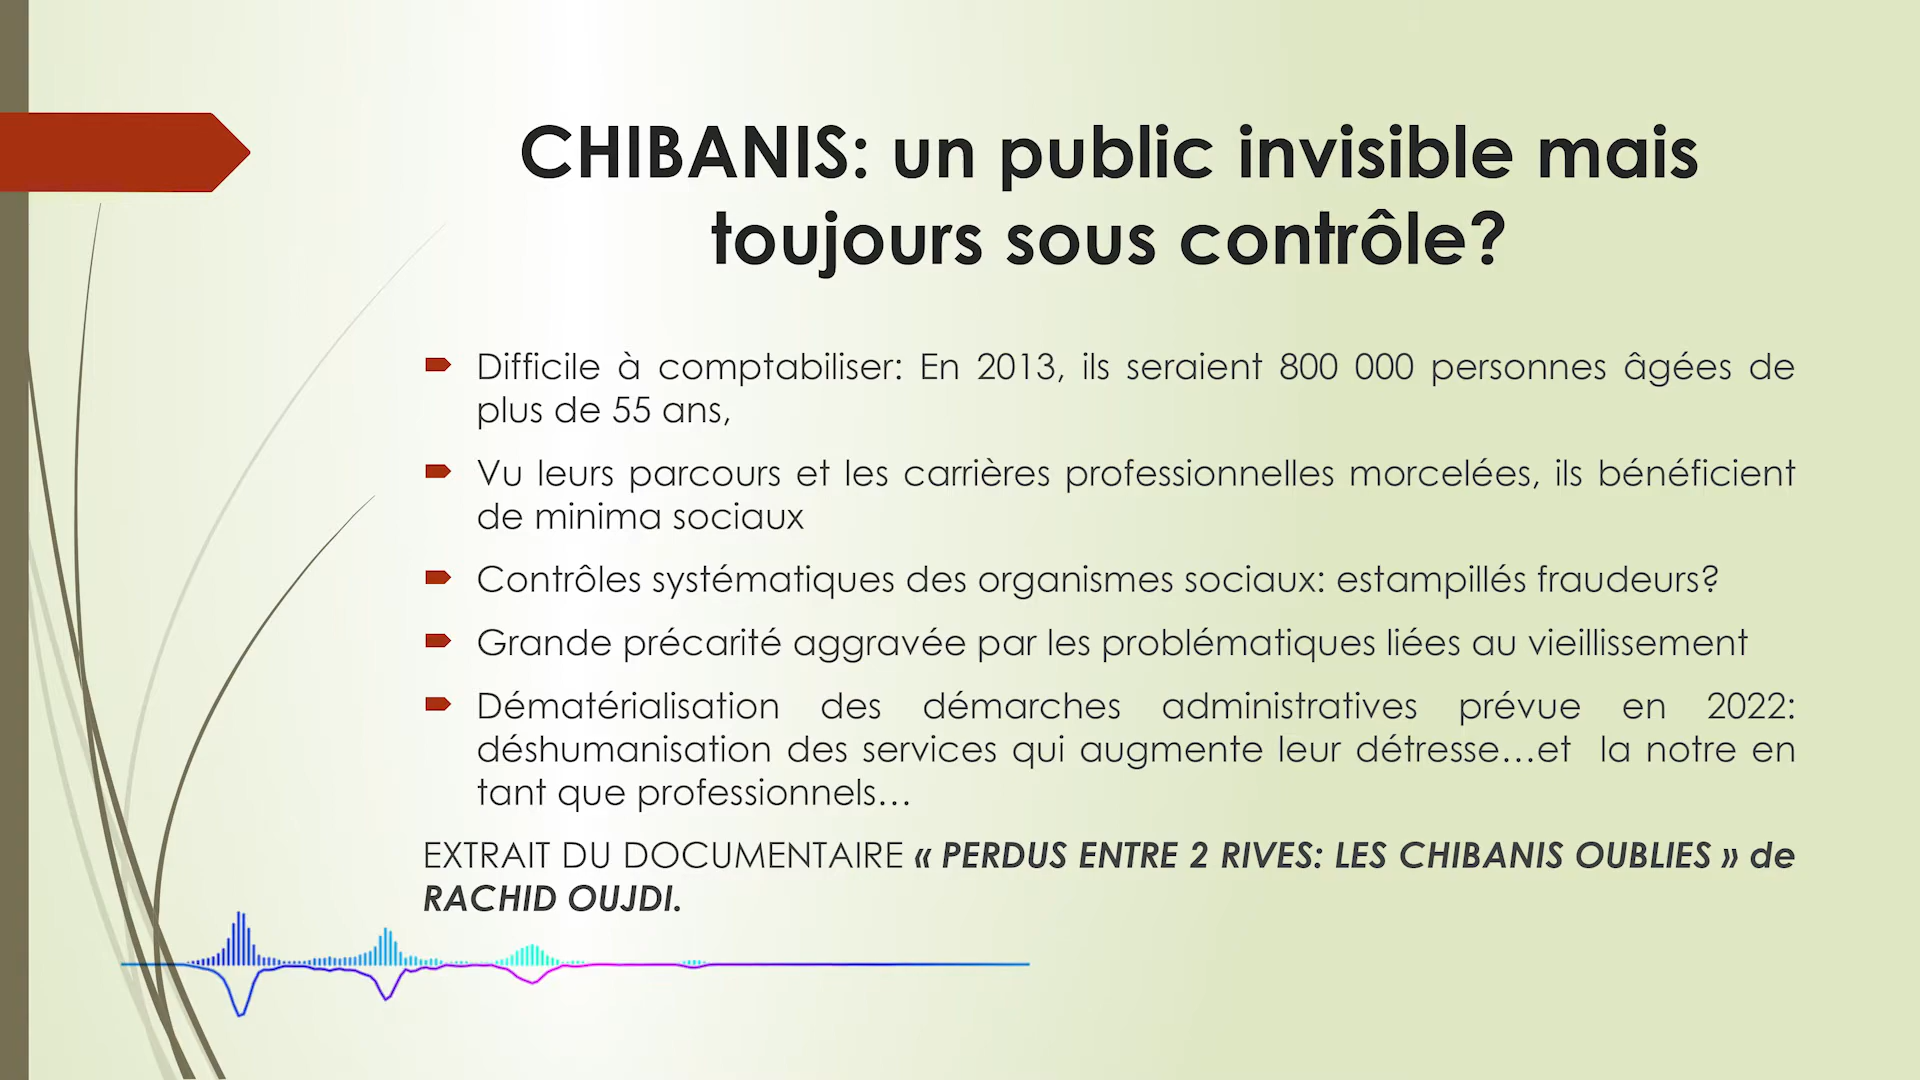 CHIBANIS: un public invisible mais
toujours sous contrôle?
Difficile à comptabiliser: En 2013, ils seraient 800 000 personnes âgées de
plus de 55 ans,
Vu leurs parcours et les carrières professionnelles morcelées, ils bénéficient
de minima sociaux
Contrôles systématiques des organismes sociaux: estampillés fraudeurs?
Grande précarité aggravée par les problématiques liées au vieillissement
Dématérialisation des démarches administratives prévue en 2022:
déshumanisation des services qui augmente leur détresse…et la notre en
tant que professionnels…
EXTRAIT DU DOCUMENTAIRE « PERDUS ENTRE 2 RIVES: LES CHIBANIS OUBLIES » de
RACHID OUJDI.